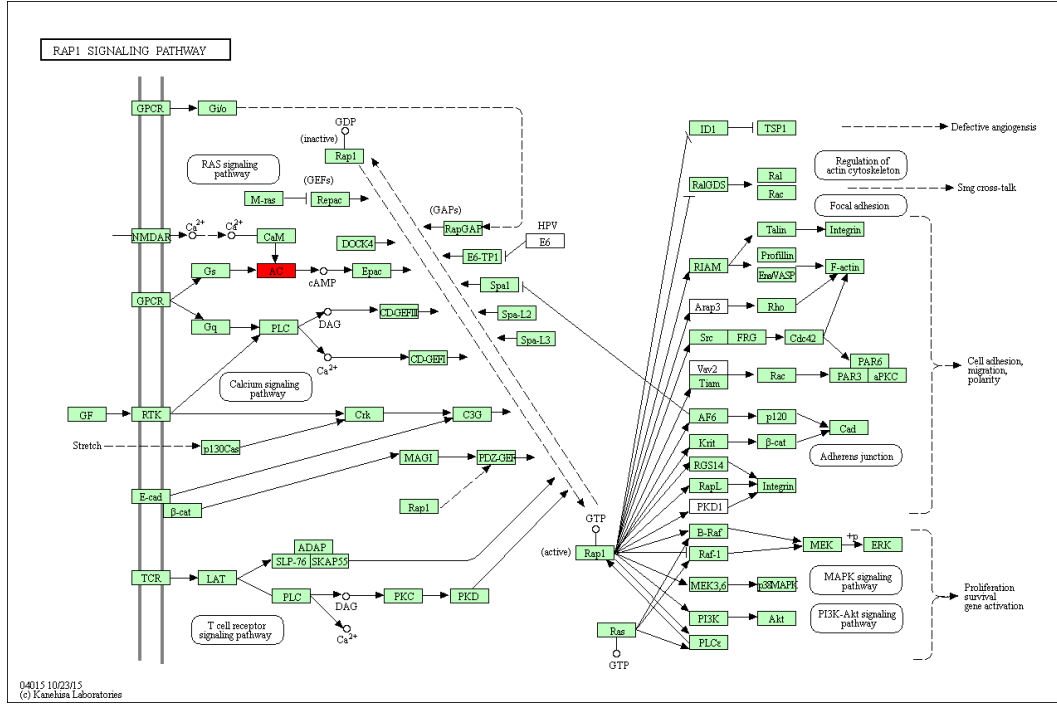 RAP1 SIGNALING PATHWAY
GPCR
Gi/o
GDP
(inactive)
Rap1
RAS signaling
pathway
(GEFs)
M-ras
Repac
(GAPs)
RapGAP
HPV
E6
NMDAR
Ca2+
Ca2+
CaM
DOCK4
E6-TP1
Gs
AC
cAMP
Epac
Spa1
GPCR
Gq
PLC
DAG
CD-GEFIII
Spa-L2
Spa-L3
Ca2+
CD-GEFI
Calcium signaling
pathway
GF
RTK
Crk
C3G
Stretch
p130Cas
MAGI
PDZ-GEF
E-cad
β-cat
Rap1
GTP
(active)
Rap1
ADAP
SLP-76
SKAP55
TCR
LAT
PLC
DAG
PKC
PKD
Ca2+
T cell receptor
signaling pathway
Ras
GTP
ID1
TSP1
Defective angiogensis
RalGDS
Ral
Rac
Regulation of
actin cytoskeleton
Smg cross-talk
Focal adhesion
Talin
Integrin
RIAM
Profillin
Ena/VASP
F-actin
Arap3
Rho
Src
FRG
Cdc42
PAR6
PAR3
aPKC
Vav2
Tiam
Rac
Cell adhesion,
migration,
polarity
AF6
p120
Cad
Krit
β-cat
Adherens junction
RGS14
RapL
Integrin
PKD1
B-Raf
Raf-1
MEK
+p
ERK
MEK3,6
p38MAPK
MAPK signaling
pathway
Proliferation
survival
gene activation
PI3K
Akt
PI3K-Akt signaling
pathway
PLCε
04015 10/23/15
(c) Kanehisa Laboratories